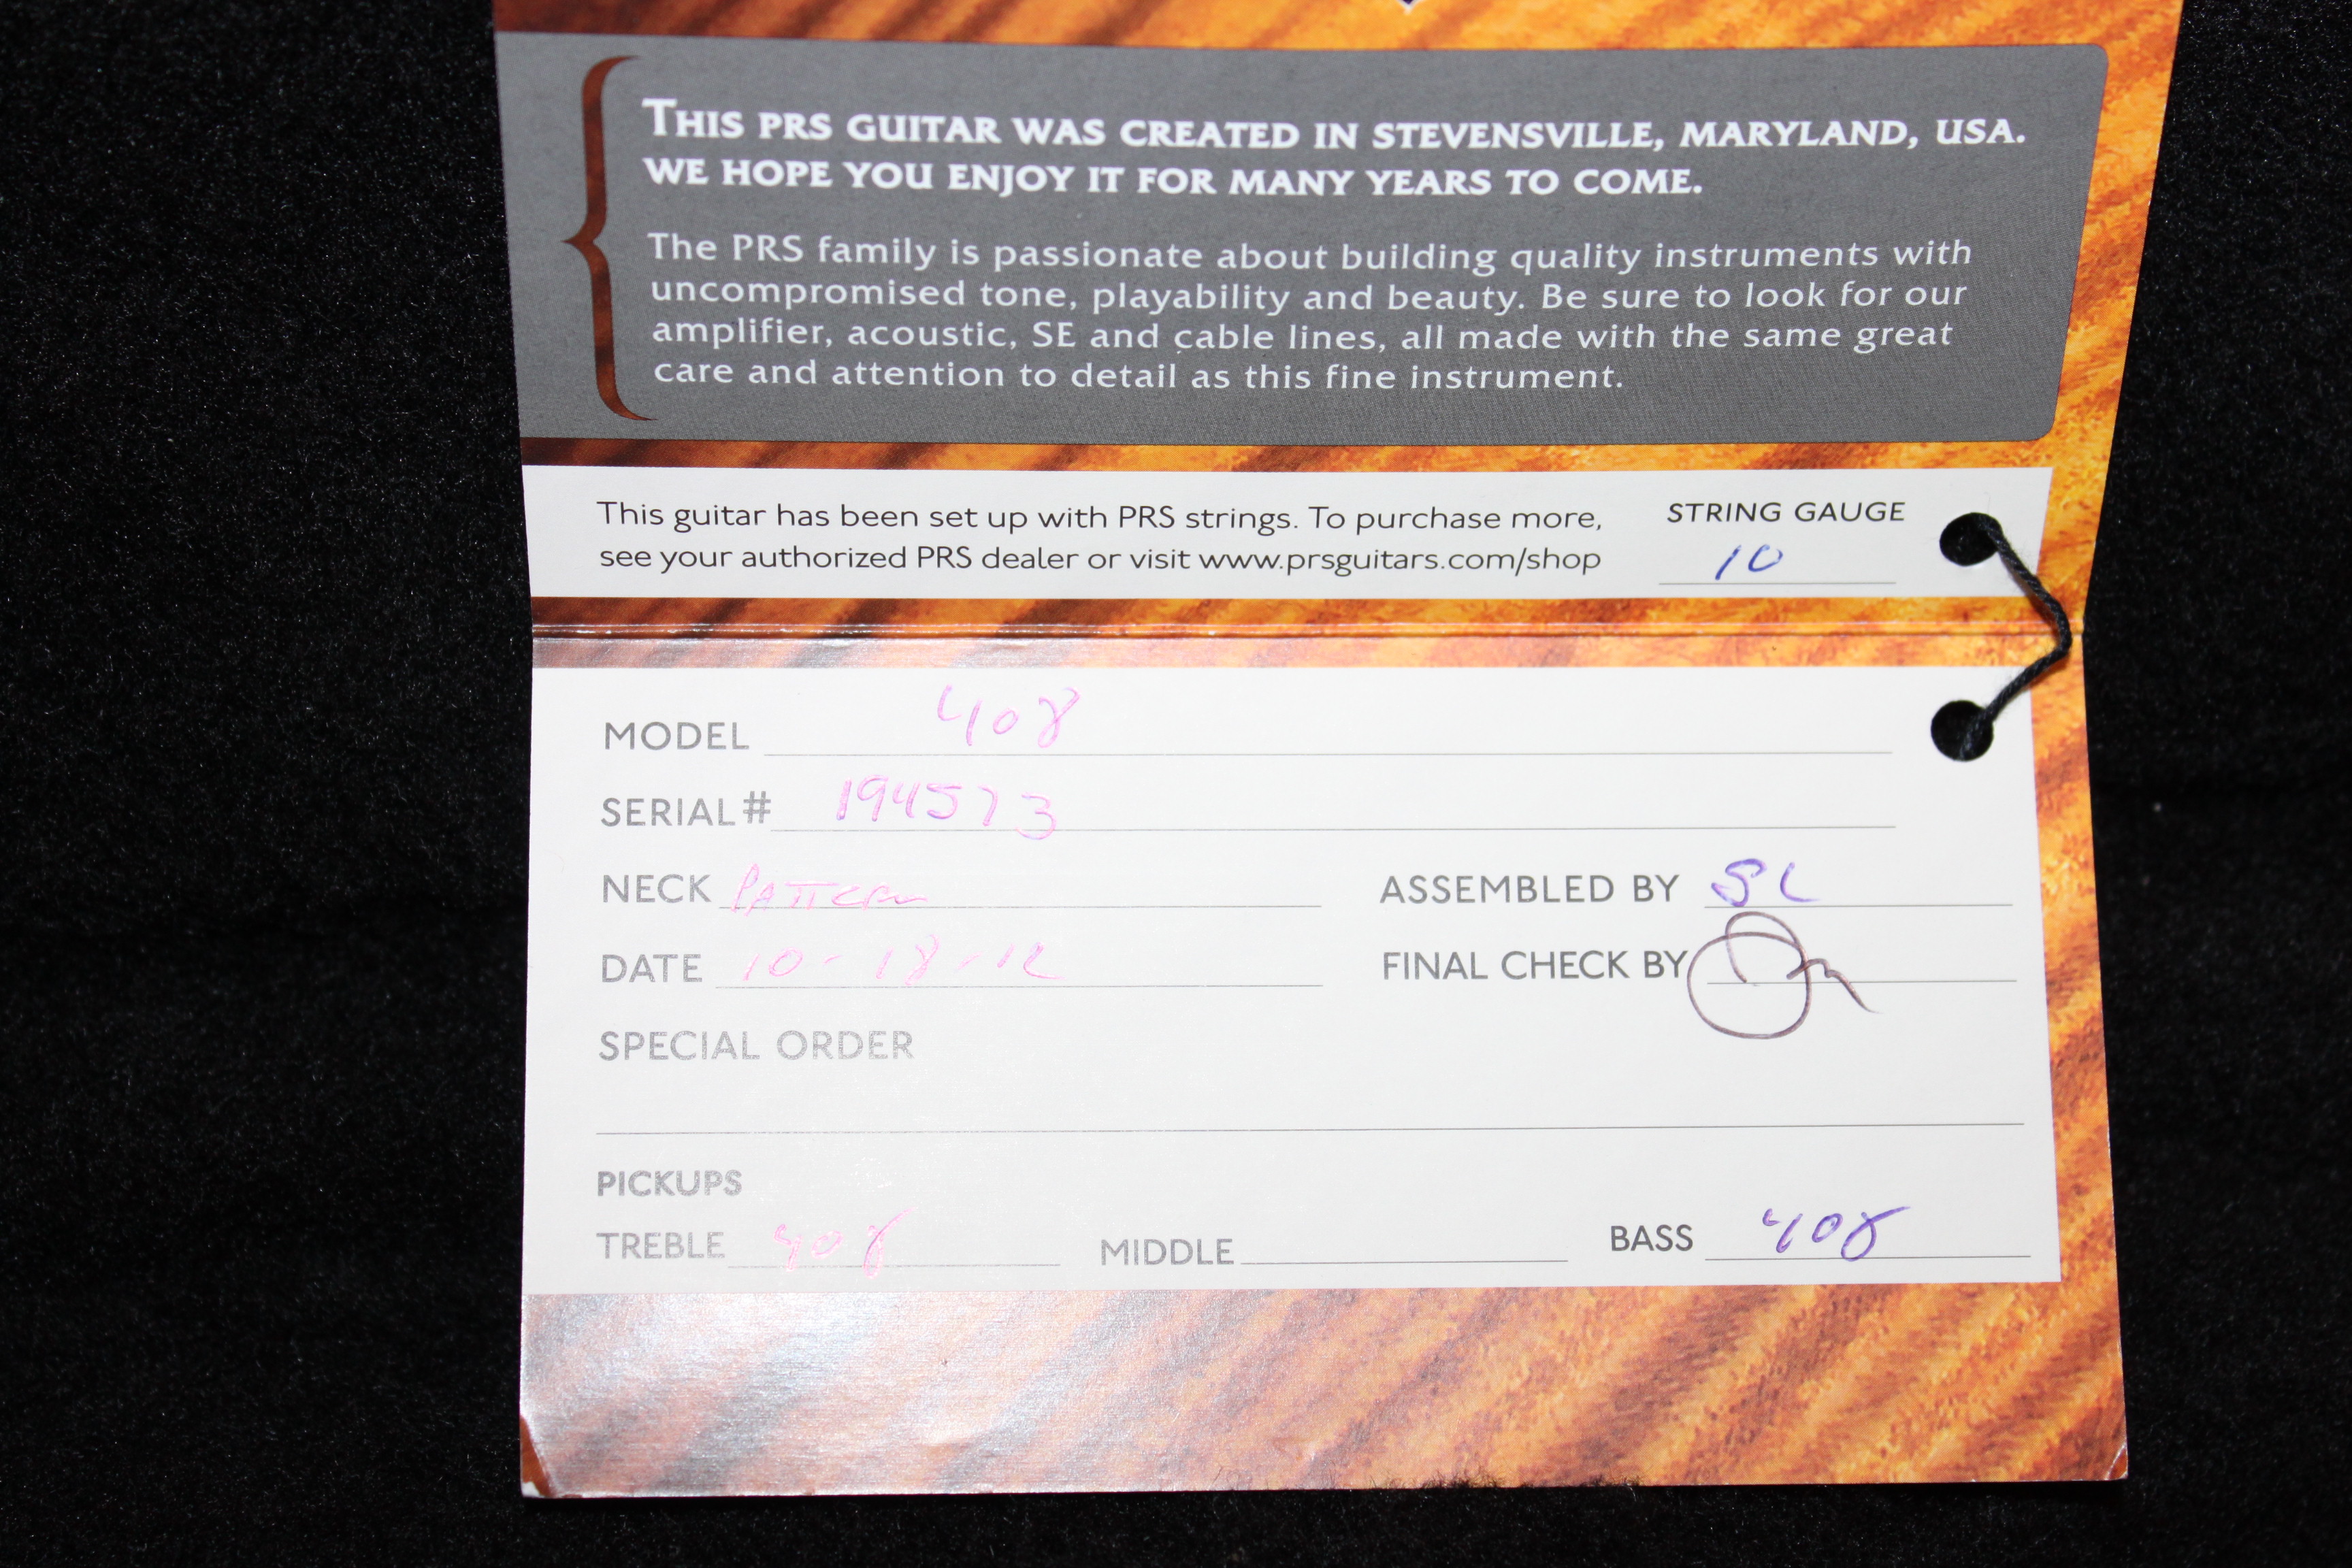 THIS PRS GUITAR WAS CREATED IN STEVENSVILLE, MARYLAND, USA.
WE HOPE YOU ENJOY IT FOR MANY YEARS TO COME.
The PRS family is passionate about building quality instruments with
uncompromised tone, playability and beauty. Be sure to look for our
amplifier, acoustic, SE and cable lines, all made with the same great
care and attention to detail as this fine instrument.
This guitar has been set up with PRS strings. To purchase more,
see your authorized PRS dealer or visit www.prsguitars.com/shop
STRING GAUGE
10
MODEL 408
SERIAL# 194573
NECK Pattern
ASSEMBLED BY SL
DATE 10-18-12
FINAL CHECK BY
SPECIAL ORDER
PICKUPS
TREBLE 408 MIDDLE BASS 408